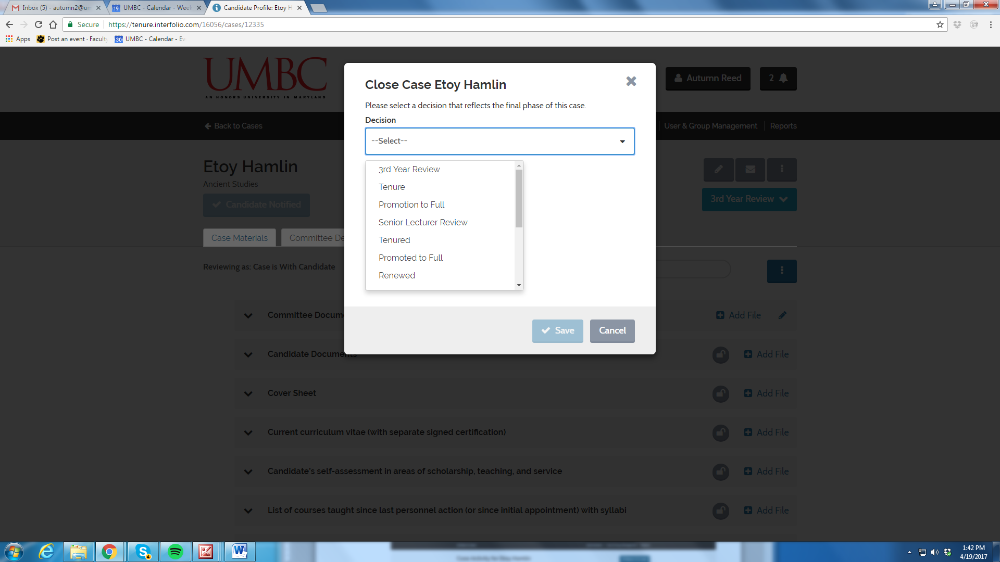 Inbox (5) - autumn2@um
UMBC - Calendar - Week
Candidate Profile: Etoy H
Secure
https://tenure.interfolio.com/16056/cases/12335
Apps
Post an event · Faculty
UMBC - Calendar - Ev
UMBC
AN HONORS UNIVERSITY IN MARYLAND
Autumn Reed
2
Back to Cases
User & Group Management
Reports
Etoy Hamlin
Ancient Studies
Candidate Notified
3rd Year Review
Case Materials
Committee De
Reviewing as: Case is With Candidate
Close Case Etoy Hamlin
Please select a decision that reflects the final phase of this case.
Decision
--Select--
3rd Year Review
Tenure
Promotion to Full
Senior Lecturer Review
Tenured
Promoted to Full
Renewed
Save
Cancel
Committee Docum
Add File
Candidate Documents
Add File
Cover Sheet
Add File
Current curriculum vitae (with separate signed certification)
Add File
Candidate's self-assessment in areas of scholarship, teaching, and service
Add File
List of courses taught since last personnel action (or since initial appointment) with syllabi
Add File
1:42 PM
4/19/2017